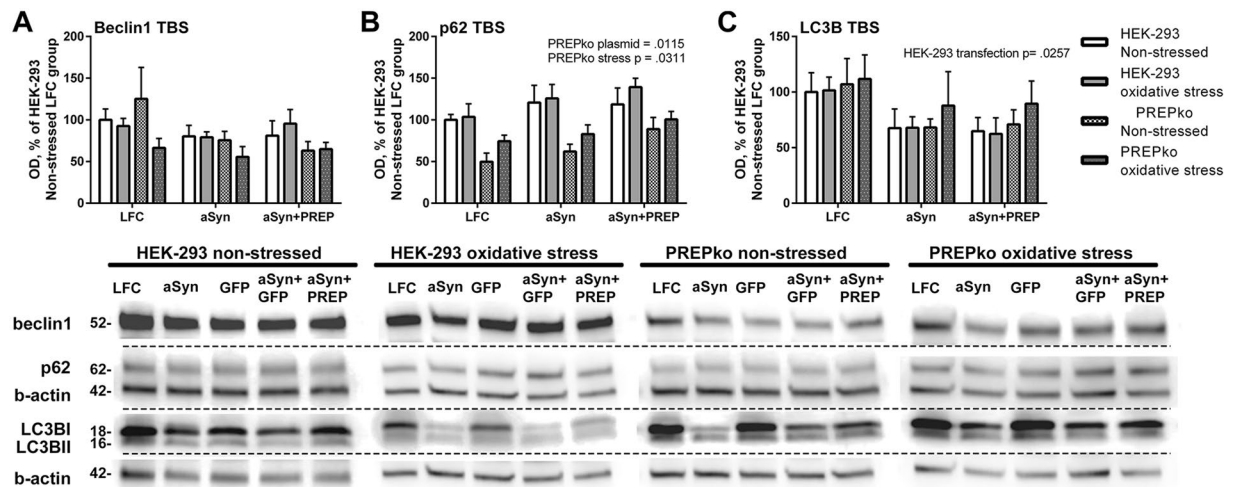 A
Beclin1 TBS
OD, % of HEK-293
Non-stressed LFC group
200
150
100
50
0
LFC
aSyn
aSyn+PREP
B
p62 TBS
PREPko plasmid = .0115
PREPko stress p = .0311
OD, % of HEK-293
Non-stressed LFC group
200
150
100
50
0
LFC
aSyn
aSyn+PREP
C
LC3B TBS
HEK-293 transfection p= .0257
OD, % of HEK-293
Non-stressed LFC group
150
100
50
0
LFC
aSyn
aSyn+PREP
HEK-293
Non-stressed
HEK-293
oxidative stress
PREPko
Non-stressed
PREPko
oxidative stress
HEK-293 non-stressed
HEK-293 oxidative stress
PREPko non-stressed
PREPko oxidative stress
LFC aSyn GFP aSyn+ GFP aSyn+ PREP
LFC aSyn GFP aSyn+ GFP aSyn+ PREP
LFC aSyn GFP aSyn+ GFP aSyn+ PREP
LFC aSyn GFP aSyn+ GFP aSyn+ PREP
beclin1 52-
p62 62-
b-actin 42-
LC3BI 18-
LC3BII 16-
b-actin 42-